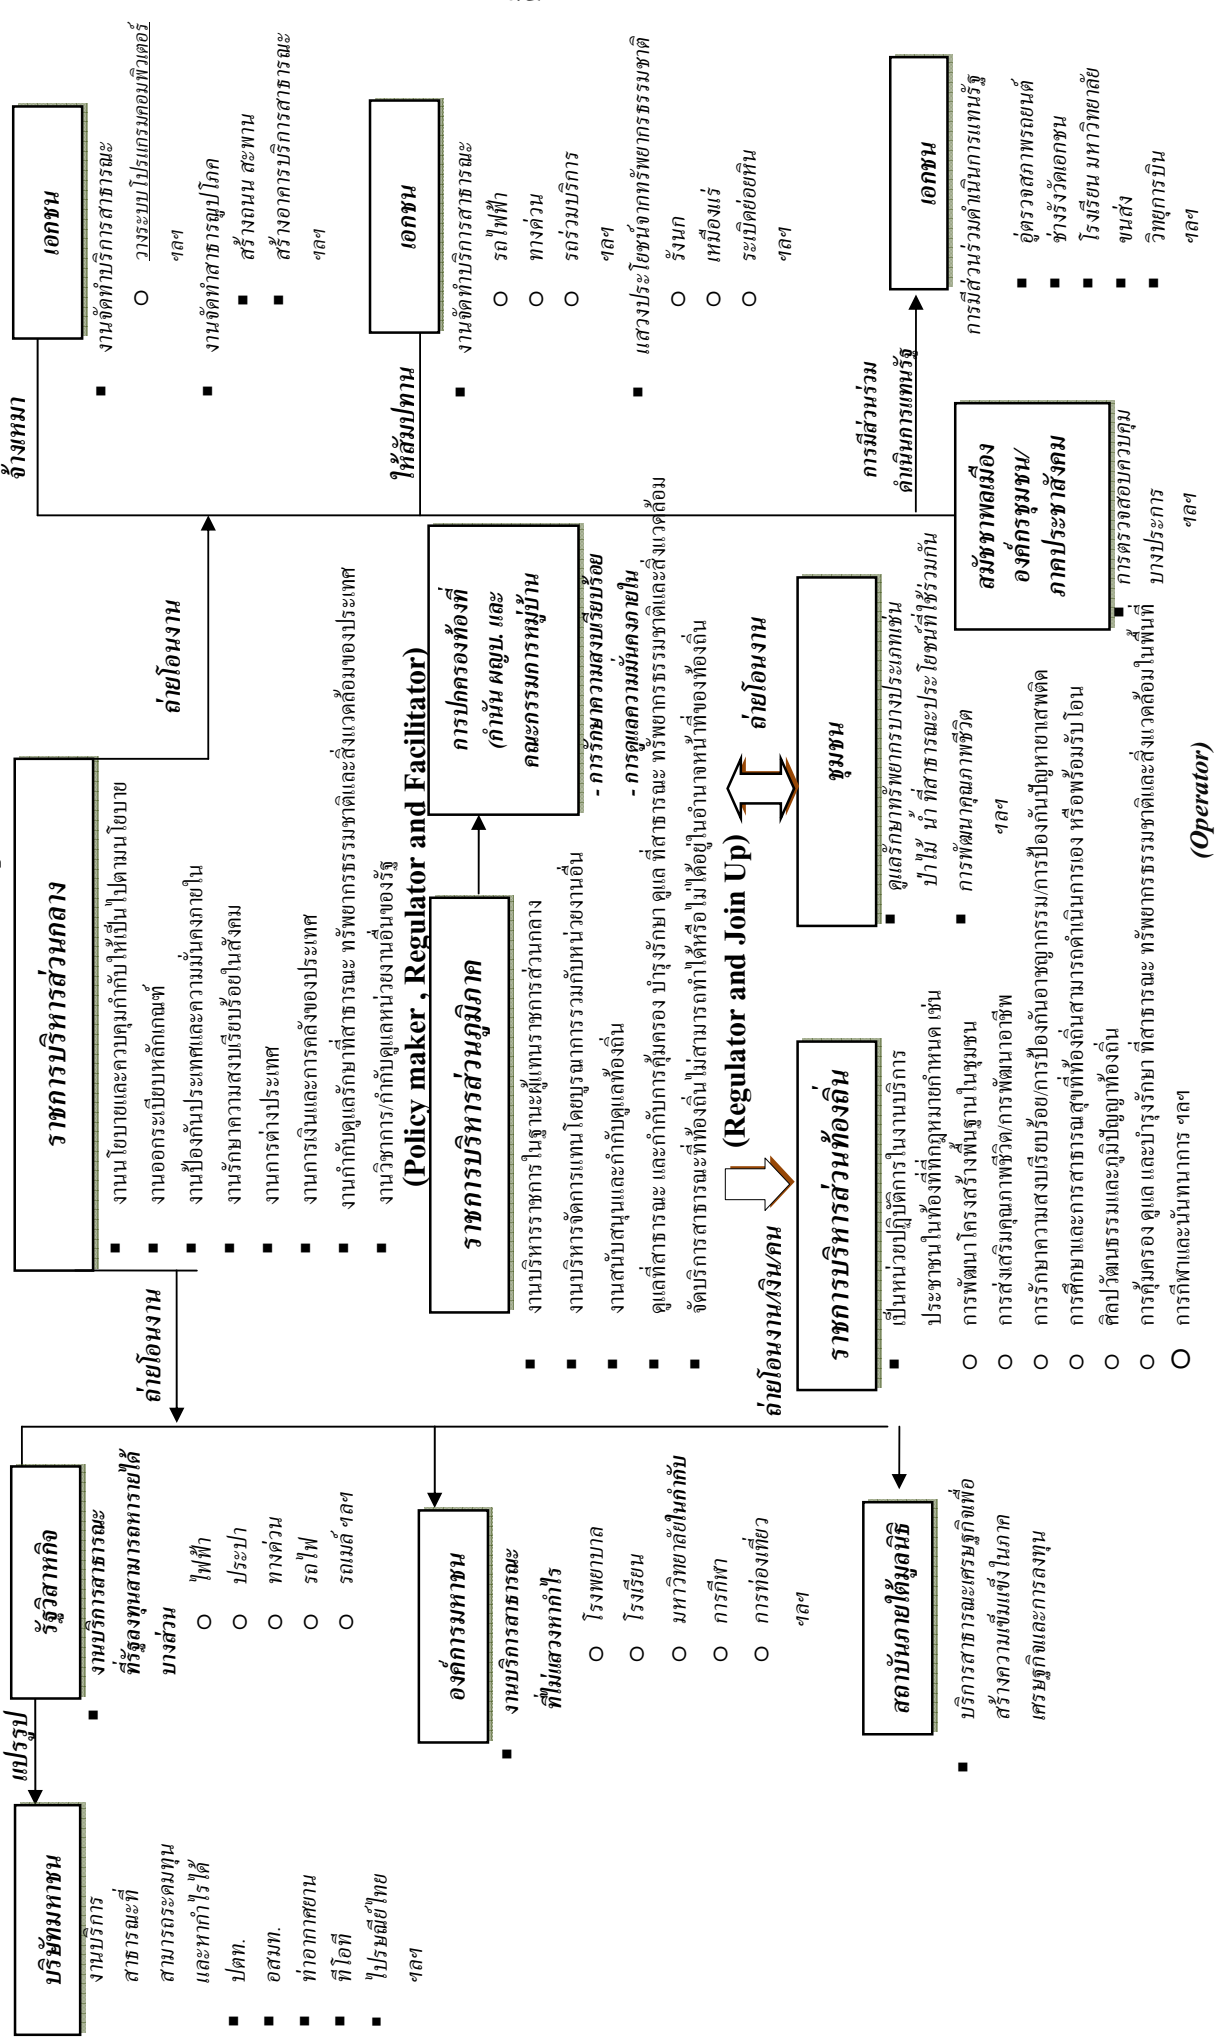 บริษัทมหาชน
งานบริการ
สาธารณะที่
สามารถระดมทุน
และหากำไรได้
■ ปตท.
■ อสมท.
■ ท่าอากาศยาน
■ ทีโอที
■ ไปรษณีย์ไทย
ฯลฯ
แปรรูป
รัฐวิสาหกิจ
■ งานบริการสาธารณะ
ที่รัฐลงทุนสามารถหารายได้
บางส่วน
○ ไฟฟ้า
○ ประปา
○ ทางด่วน
○ รถไฟ
○ รถเมล์ ฯลฯ
องค์การมหาชน
■ งานบริการสาธารณะ
ที่ไม่แสวงหากำไร
○ โรงพยาบาล
○ โรงเรียน
○ มหาวิทยาลัยในกำกับ
○ การกีฬา
○ การท่องเที่ยว
ฯลฯ
สถาบันภายใต้มูลนิธิ
■ บริการสาธารณะเศรษฐกิจเพื่อ
สร้างความเข็มแข็งในภาค
เศรษฐกิจและการลงทุน
ถ่ายโอนงาน
ราชการบริหารส่วนกลาง
■ งานนโยบายและควบคุมกำกับให้เป็นไปตามนโยบาย
■ งานออกระเบียบหลักเกณฑ์
■ งานป้องกันประเทศและความมั่นคงภายใน
■ งานรักษาความสงบเรียบร้อยในสังคม
■ งานการต่างประเทศ
■ งานการเงินและการคลังของประเทศ
■ งานกำกับดูแลรักษาที่สาธารณะ ทรัพยากรธรรมชาติและสิ่งแวดล้อมของประเทศ
■ งานวิชาการ/กำกับดูแลหน่วยงานอื่นของรัฐ
(Policy maker , Regulator and Facilitator)
ถ่ายโอนงาน
ราชการบริหารส่วนภูมิภาค
■ งานบริหารราชการในฐานะผู้แทนราชการส่วนกลาง
■ งานบริหารจัดการแทนโดยบูรณาการรวมกับหน่วยงานอื่น
■ งานสนับสนุนและกำกับดูแลท้องถิ่น
■ ดูแลที่สาธารณะ และกำกับการคุ้มครอง บำรุงรักษา ดูแล ที่สาธารณะ ทรัพยากรธรรมชาติและสิ่งแวดล้อม
■ จัดบริการสาธารณะที่ท้องถิ่นไม่สามารถทำได้หรือไม่ได้อยู่ในอำนาจหน้าที่ของท้องถิ่น
(Regulator and Join Up)
การปกครองท้องที่
(กำนัน ผญบ. และ
คณะกรรมการหมู่บ้าน
- การรักษาความสงบเรียบร้อย
- การดูแลความมั่นคงภายใน
ถ่ายโอนงาน/เงิน/คน
ราชการบริหารส่วนท้องถิ่น
■ เป็นหน่วยปฏิบัติการในงานบริการ
ประชาชนในท้องที่ที่กฎหมายกำหนด เช่น
○ การพัฒนาโครงสร้างพื้นฐานในชุมชน
○ การส่งเสริมคุณภาพชีวิต/การพัฒนาอาชีพ
○ การรักษาความสงบเรียบร้อย/การป้องกันอาชญากรรม/การป้องกันปัญหายาเสพติด
○ การศึกษาและการสาธารณสุขที่ท้องถิ่นสามารถดำเนินการเอง หรือพร้อมรับโอน
○ ศิลปวัฒนธรรมและภูมิปัญญาท้องถิ่น
○ การคุ้มครอง ดูแล และบำรุงรักษา ที่สาธารณะ ทรัพยากรธรรมชาติและสิ่งแวดล้อมในพื้นที่
○ การกีฬาและนันทนาการ ฯลฯ
(Operator)
ถ่ายโอนงาน
ชุมชน
■ ดูแลรักษาทรัพยากรบางประเภทเช่น
ป่าไม้ น้ำ ที่สาธารณะประโยชน์ที่ใช้ร่วมกัน
■ การพัฒนาคุณภาพชีวิต
ฯลฯ
จ้างเหมา
เอกชน
■ งานจัดทำบริการสาธารณะ
○ วางระบบโปรแกรมคอมพิวเตอร์
ฯลฯ
■ งานจัดทำสาธารณูปโภค
■ สร้างถนน สะพาน
■ สร้างอาคารบริการสาธารณะ
ฯลฯ
ให้สัมปทาน
เอกชน
■ งานจัดทำบริการสาธารณะ
○ รถไฟฟ้า
○ ทางด่วน
○ รถร่วมบริการ
ฯลฯ
■ แสวงประโยชน์จากทรัพยากรธรรมชาติ
○ รังนก
○ เหมืองแร่
○ ระเบิดย่อยหิน
ฯลฯ
การมีส่วนร่วม
ดำเนินการแทนรัฐ
เอกชน
การมีส่วนร่วมดำเนินการแทนรัฐ
■ อู่ตรวจสภาพรถยนต์
■ ช่างรังวัดเอกชน
■ โรงเรียน มหาวิทยาลัย
■ ขนส่ง
■ วิทยุการบิน
ฯลฯ
สมัชชาพลเมือง
องค์กรชุมชน/
ภาคประชาสังคม
■ การตรวจสอบควบคุม
บางประการ
ฯลฯ